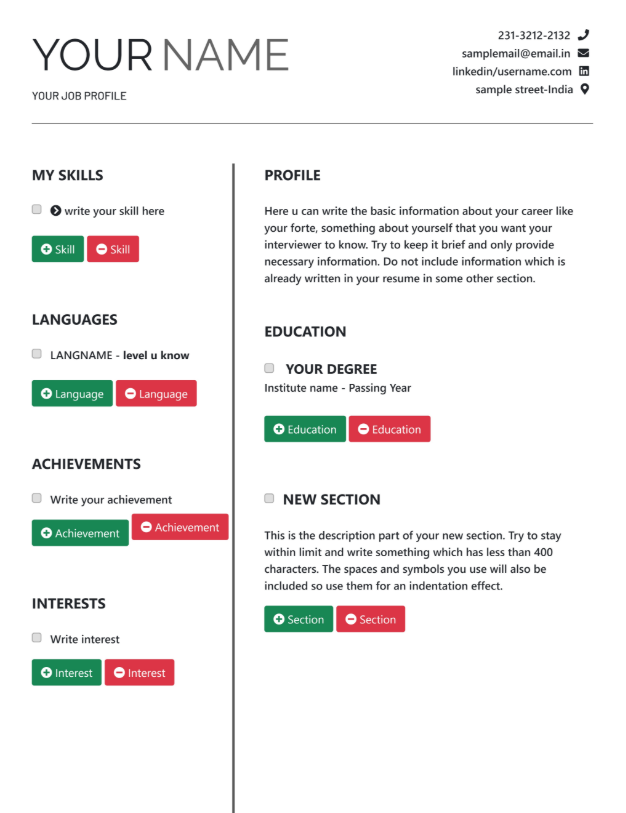 YOUR NAME
YOUR JOB PROFILE
231-3212-2132
samplemail@email.in
linkedin/username.com
sample street-India
MY SKILLS
write your skill here
Skill Skill
LANGUAGES
LANGNAME - level u know
Language Language
ACHIEVEMENTS
Write your achievement
Achievement Achievement
INTERESTS
Write interest
Interest Interest
PROFILE
Here u can write the basic information about your career like
your forte, something about yourself that you want your
interviewer to know. Try to keep it brief and only provide
necessary information. Do not include information which is
already written in your resume in some other section.
EDUCATION
YOUR DEGREE
Institute name - Passing Year
Education Education
NEW SECTION
This is the description part of your new section. Try to stay
within limit and write something which has less than 400
characters. The spaces and symbols you use will also be
included so use them for an indentation effect.
Section Section